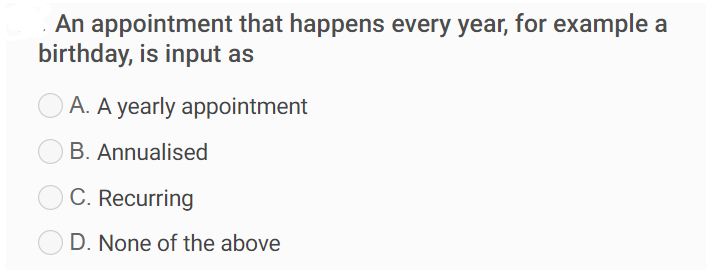 An appointment that happens every year, for example a
birthday, is input as
A. A yearly appointment
B. Annualised
C. Recurring
D. None of the above